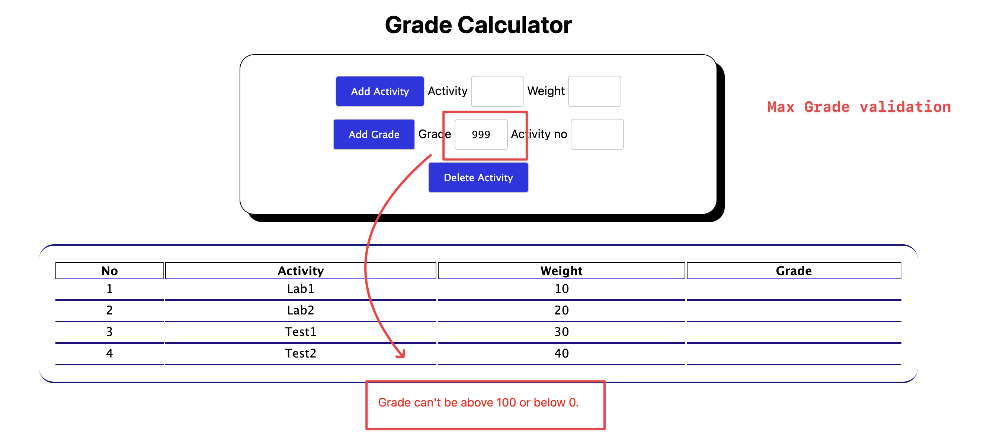 Grade Calculator
Add Activity Activity Weight
Max Grade validation
Add Grade Grade 999 Activity no
Delete Activity
No Activity Weight Grade
1 Lab1 10
2 Lab2 20
3 Test1 30
4 Test2 40
Grade can't be above 100 or below 0.